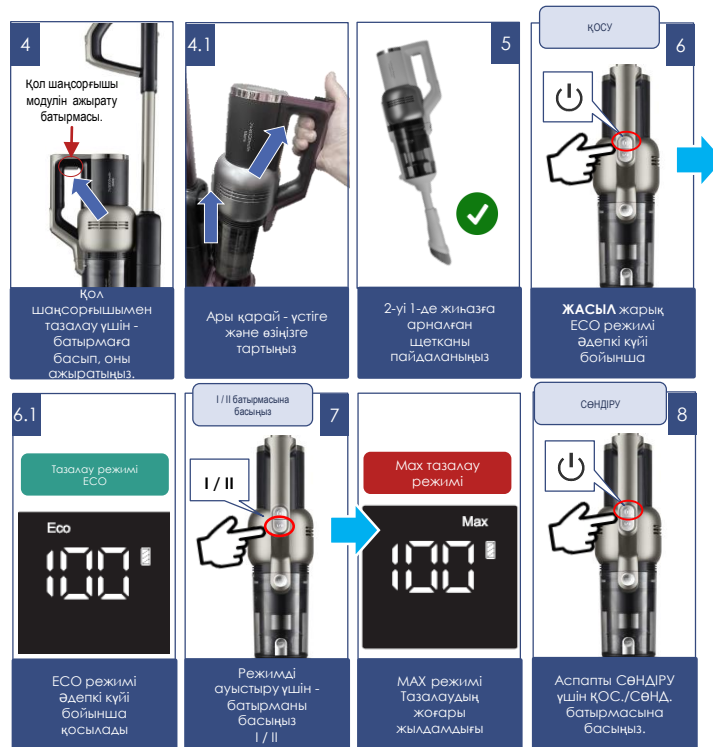 4
Қол шаңсорғышы
модулін ажырату
батырмасы.
Қол
шаңсорғышымен
тазалау үшін -
батырмаға
басып, оны
ажыратыңыз.
4.1
Ары қарай - үстіге
және өзіңізге
тартыңыз
5
2-уі 1-де жиһазға
арналған
щетканы
пайдаланыңыз
ҚОСУ
6
ЖАСЫЛ жарық
ECO режимі
Әдепкі күйі
бойынша
6.1
Тазалау режимі
ECO
Eco
100
ECO режимі
Әдепкі күйі
бойынша
қосылады
I / II батырмасына
басыңыз
7
I / II
Режимді
ауыстыру үшін -
батырманы
басыңыз
I / II
Max тазалау
режимі
Max
100
MAX режимі
Тазалаудың
жоғары
жылдамдығы
СӨНДІРУ
8
Аспапты СӨНДІРУ
үшін ҚОС./СӨНД.
батырмасына
басыңыз.